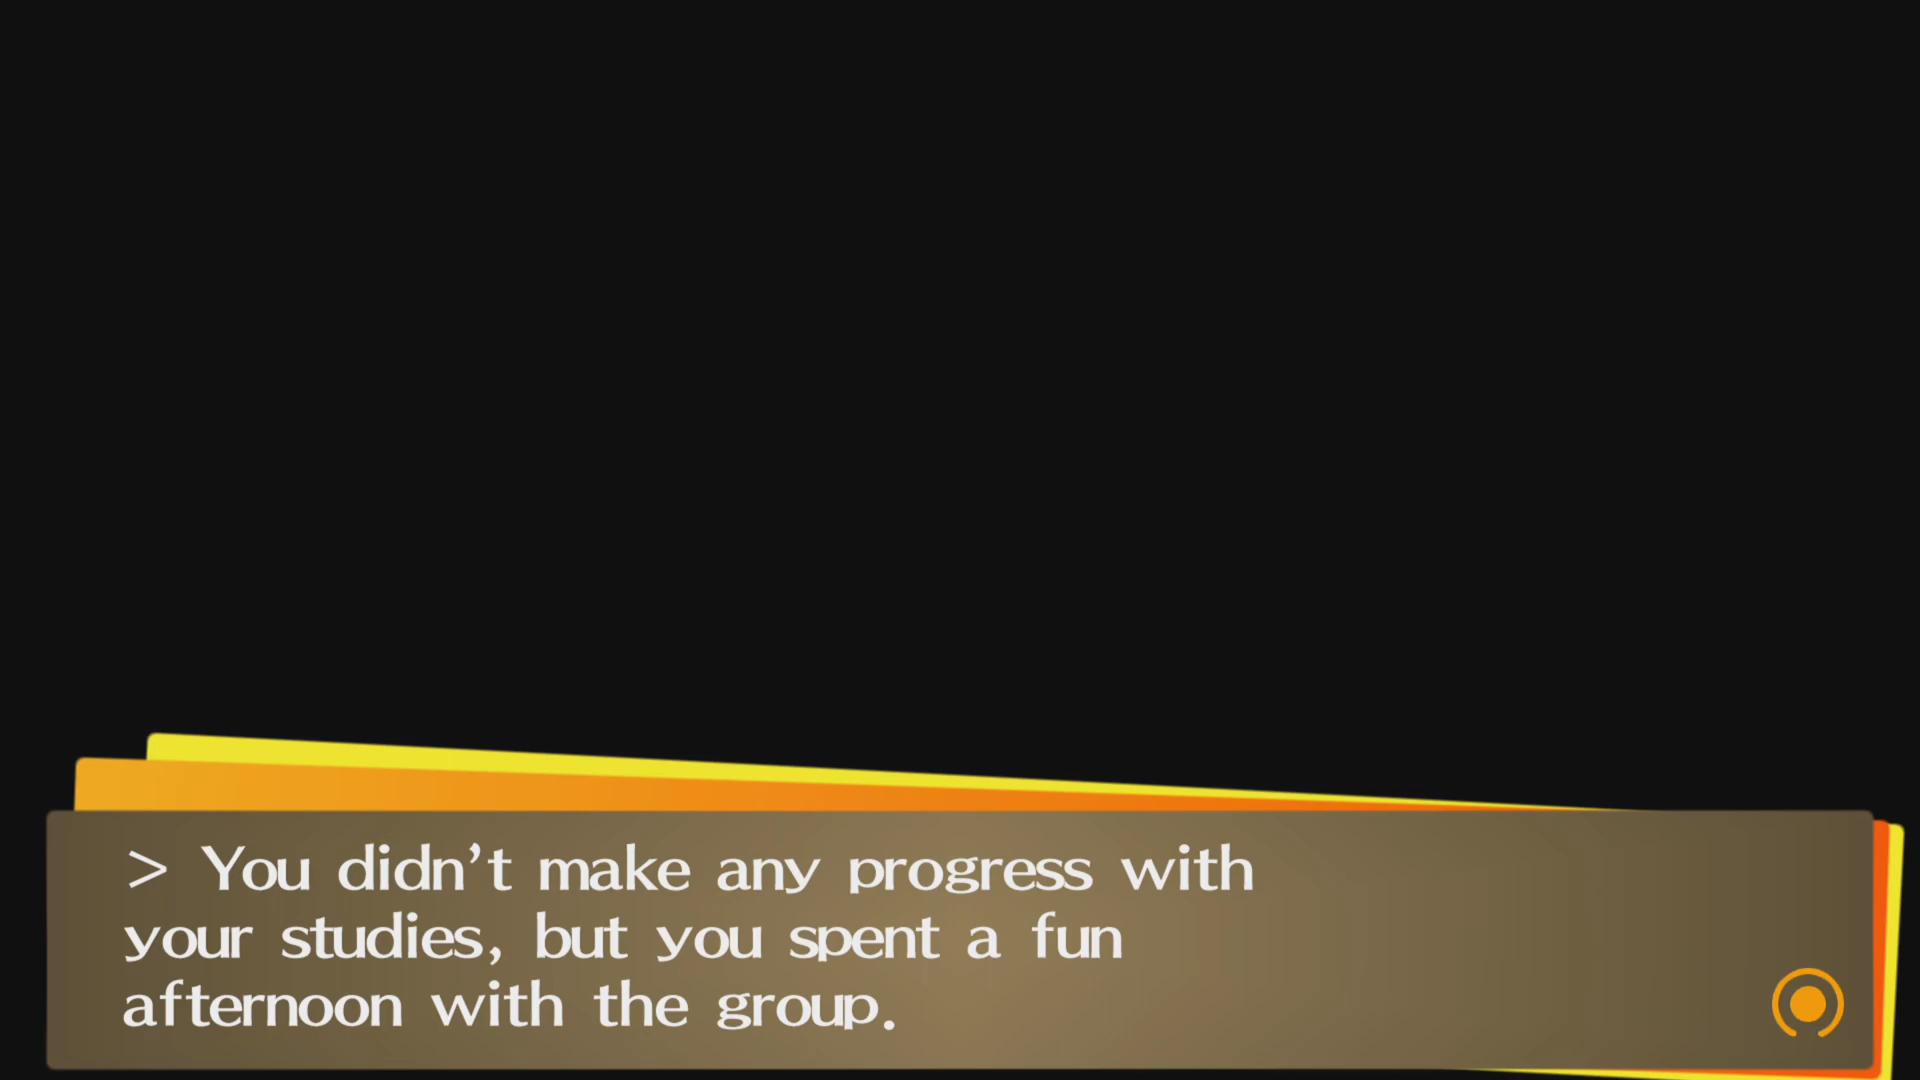 > You didn’t make any progress with
your studies, but you spent a fun
afternoon with the group.